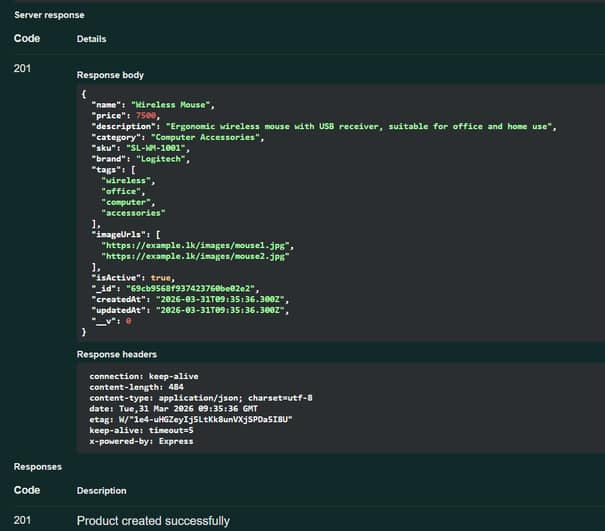 Server response
Code Details
201
Response body
{
  "name": "Wireless Mouse",
  "price": 7500,
  "description": "Ergonomic wireless mouse with USB receiver, suitable for office and home use",
  "category": "Computer Accessories",
  "sku": "SL-WM-1001",
  "brand": "Logitech",
  "tags": [
    "wireless",
    "office",
    "computer",
    "accessories"
  ],
  "imageUrls": [
    "https://example.lk/images/mouse1.jpg",
    "https://example.lk/images/mouse2.jpg"
  ],
  "isActive": true,
  "_id": "69cb9568f937423760be02e2",
  "createdAt": "2026-03-31T09:35:36.300Z",
  "updatedAt": "2026-03-31T09:35:36.300Z",
  "__v": 0
}
Response headers
connection: keep-alive
content-length: 484
content-type: application/json; charset=utf-8
date: Tue,31 Mar 2026 09:35:36 GMT
etag: W/"1e4-uHGZeyIj5LtKk8unVXjSPDa5I8U"
keep-alive: timeout=5
x-powered-by: Express
Responses
Code Description
201 Product created successfully